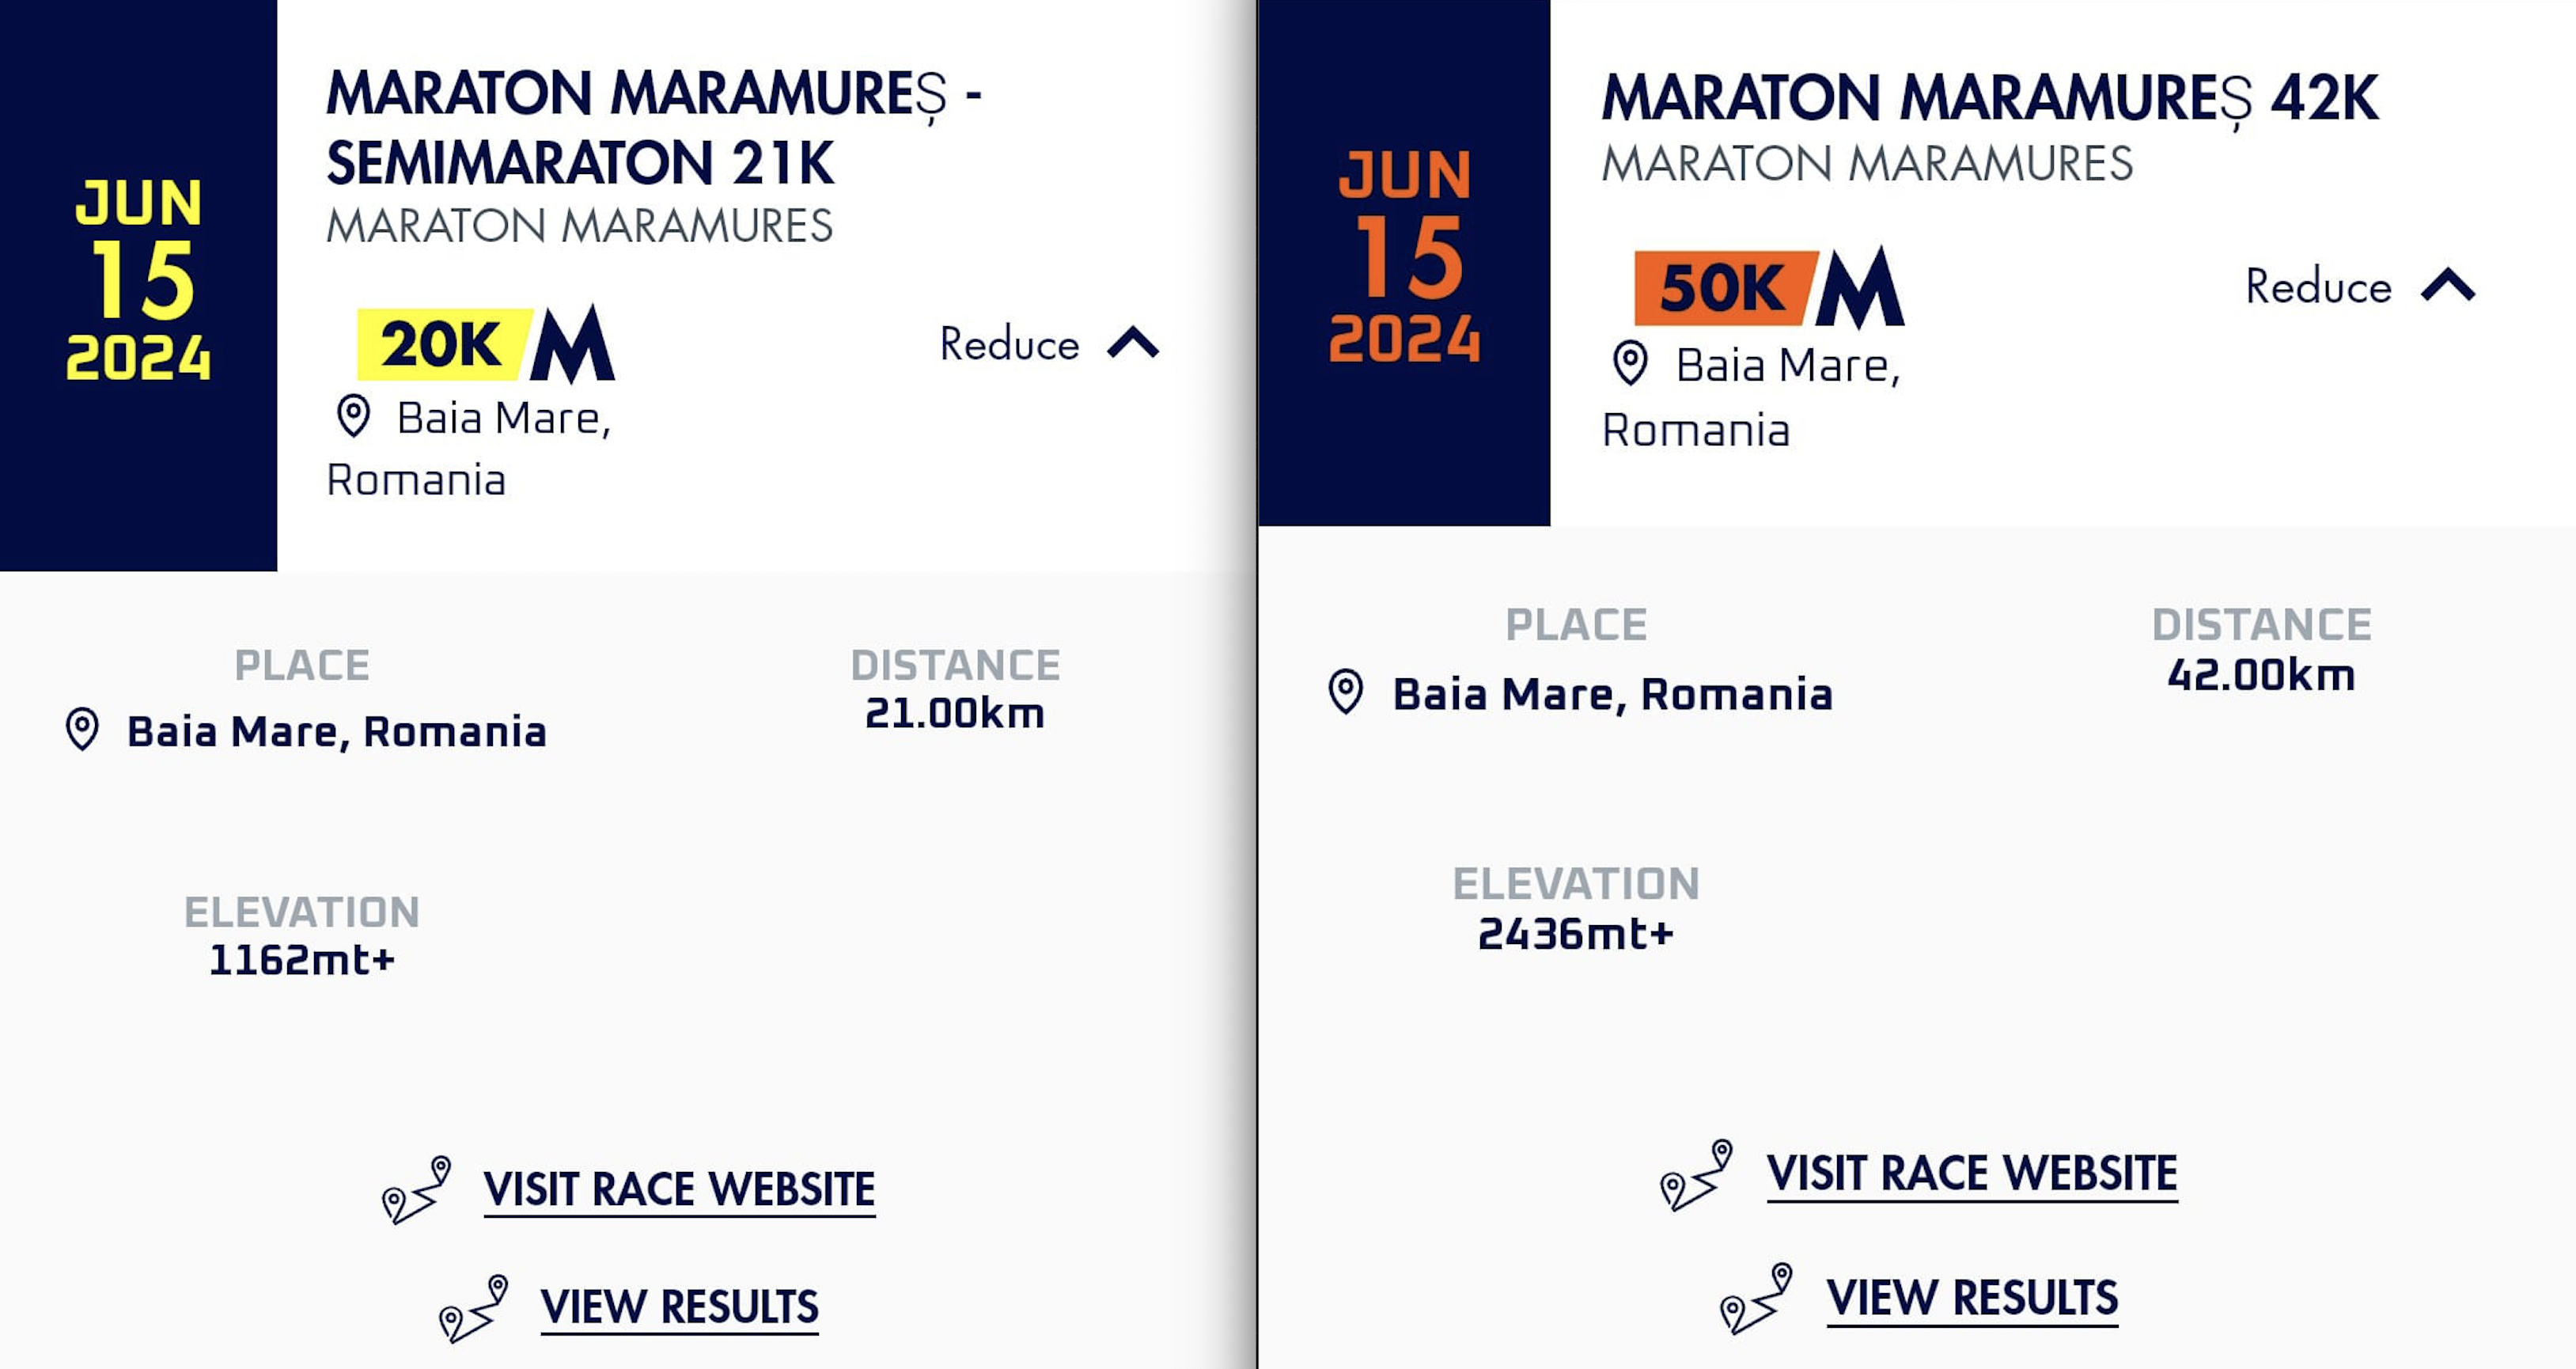 JUN
15
2024
MARATON MARAMUREȘ -
SEMIMARATON 21K
MARATON MARAMURES
20K M
Reduce
Baia Mare,
Romania
PLACE
Baia Mare, Romania
DISTANCE
21.00km
ELEVATION
1162mt+
VISIT RACE WEBSITE
VIEW RESULTS
JUN
15
2024
MARATON MARAMUREȘ 42K
MARATON MARAMURES
50K M
Reduce
Baia Mare,
Romania
PLACE
Baia Mare, Romania
DISTANCE
42.00km
ELEVATION
2436mt+
VISIT RACE WEBSITE
VIEW RESULTS